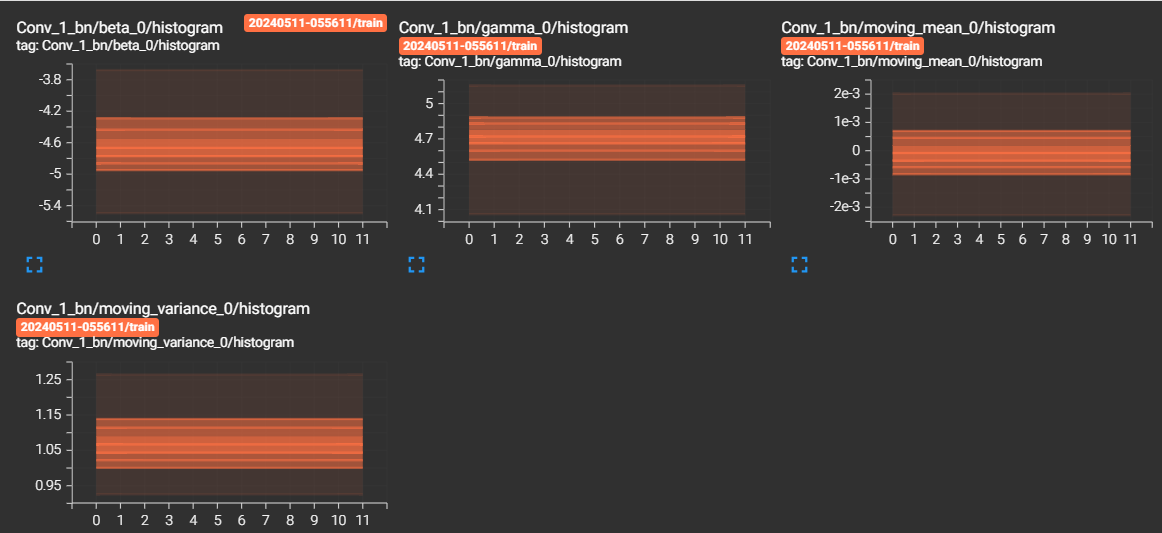 Conv_1_bn/beta_0/histogram
20240511-055611/train
tag: Conv_1_bn/beta_0/histogram
-3.8
-4.2
-4.6
-5
-5.4
0 1 2 3 4 5 6 7 8 9 10 11
Conv_1_bn/gamma_0/histogram
20240511-055611/train
tag: Conv_1_bn/gamma_0/histogram
5
4.7
4.4
4.1
0 1 2 3 4 5 6 7 8 9 10 11
Conv_1_bn/moving_mean_0/histogram
20240511-055611/train
tag: Conv_1_bn/moving_mean_0/histogram
2e-3
1e-3
0
-1e-3
-2e-3
0 1 2 3 4 5 6 7 8 9 10 11
Conv_1_bn/moving_variance_0/histogram
20240511-055611/train
tag: Conv_1_bn/moving_variance_0/histogram
1.25
1.15
1.05
0.95
0 1 2 3 4 5 6 7 8 9 10 11